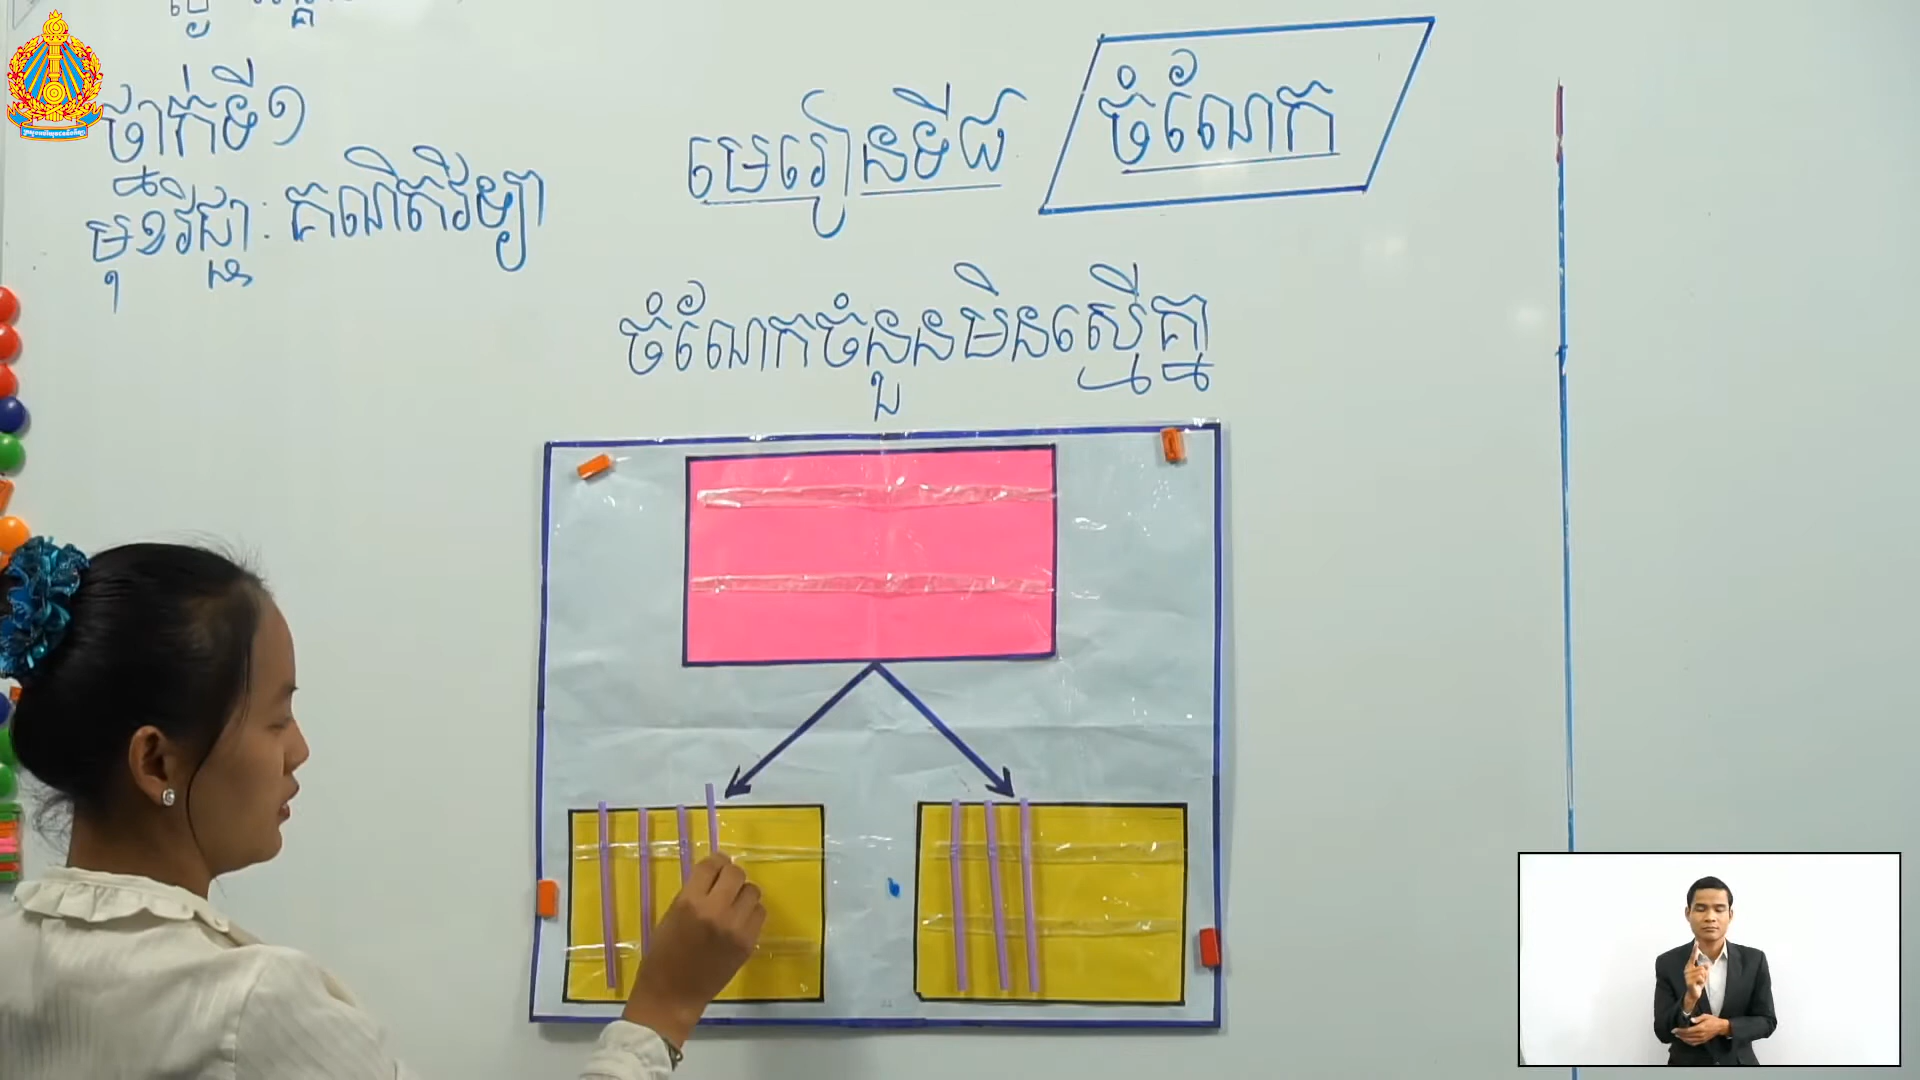 ថ្នាក់ទី១
មុខវិជ្ជា: គណិតវិទ្យា
មេរៀនទី៨
ចំណែក
ចំណែកចំនួនមិនស្មើគ្នា